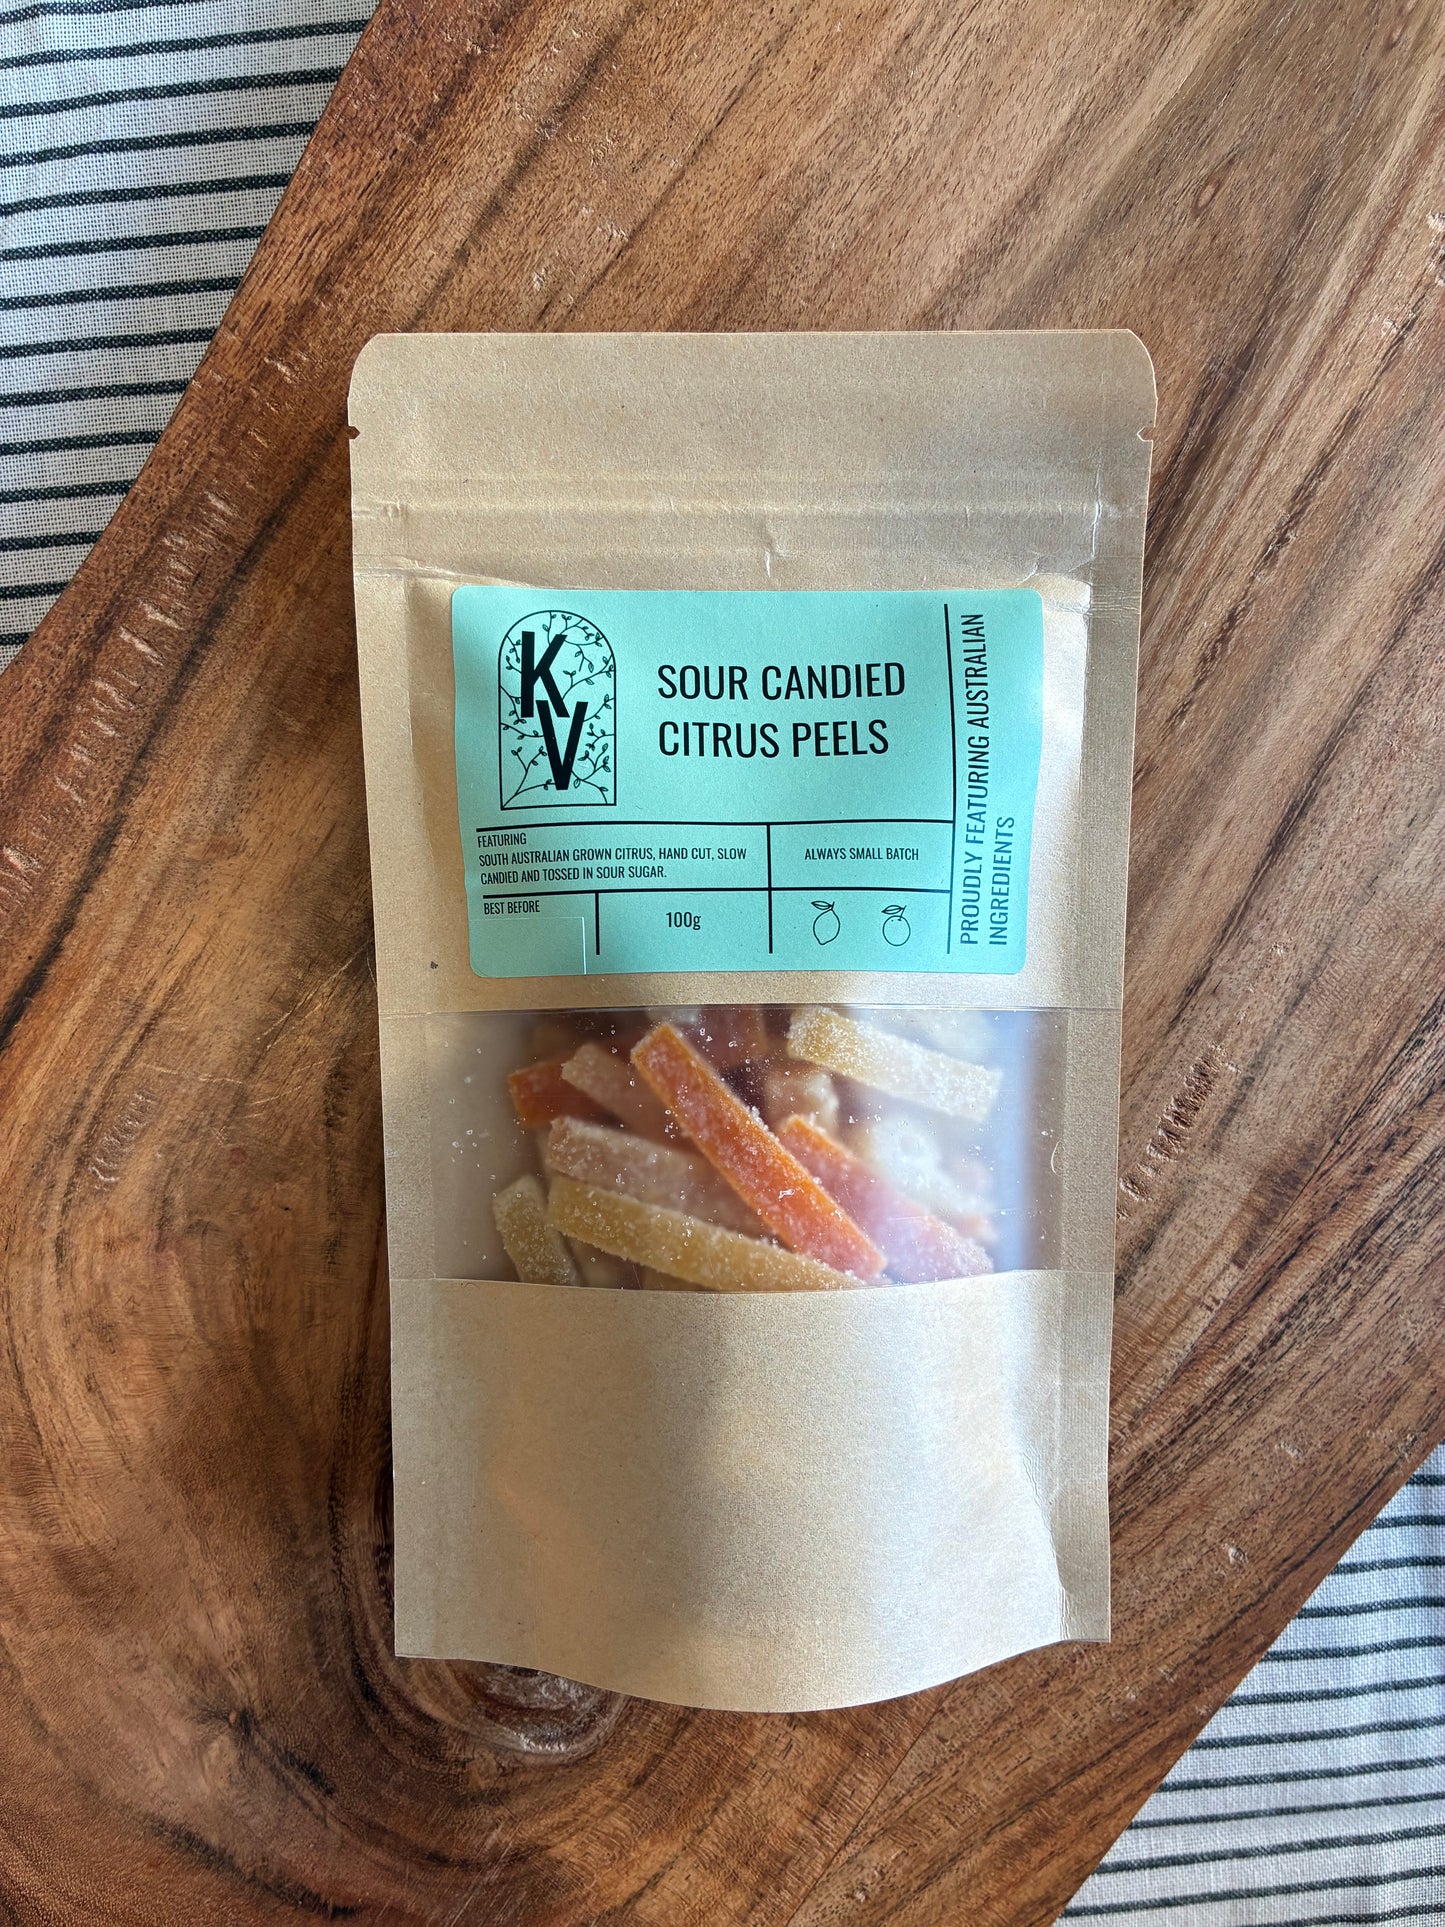 KV
SOUR CANDIED
CITRUS PEELS
FEATURING
SOUTH AUSTRALIAN GROWN CITRUS, HAND CUT, SLOW
CANDIED AND TOSSED IN SOUR SUGAR.
ALWAYS SMALL BATCH
BEST BEFORE
100g
PROUDLY FEATURING AUSTRALIAN
INGREDIENTS